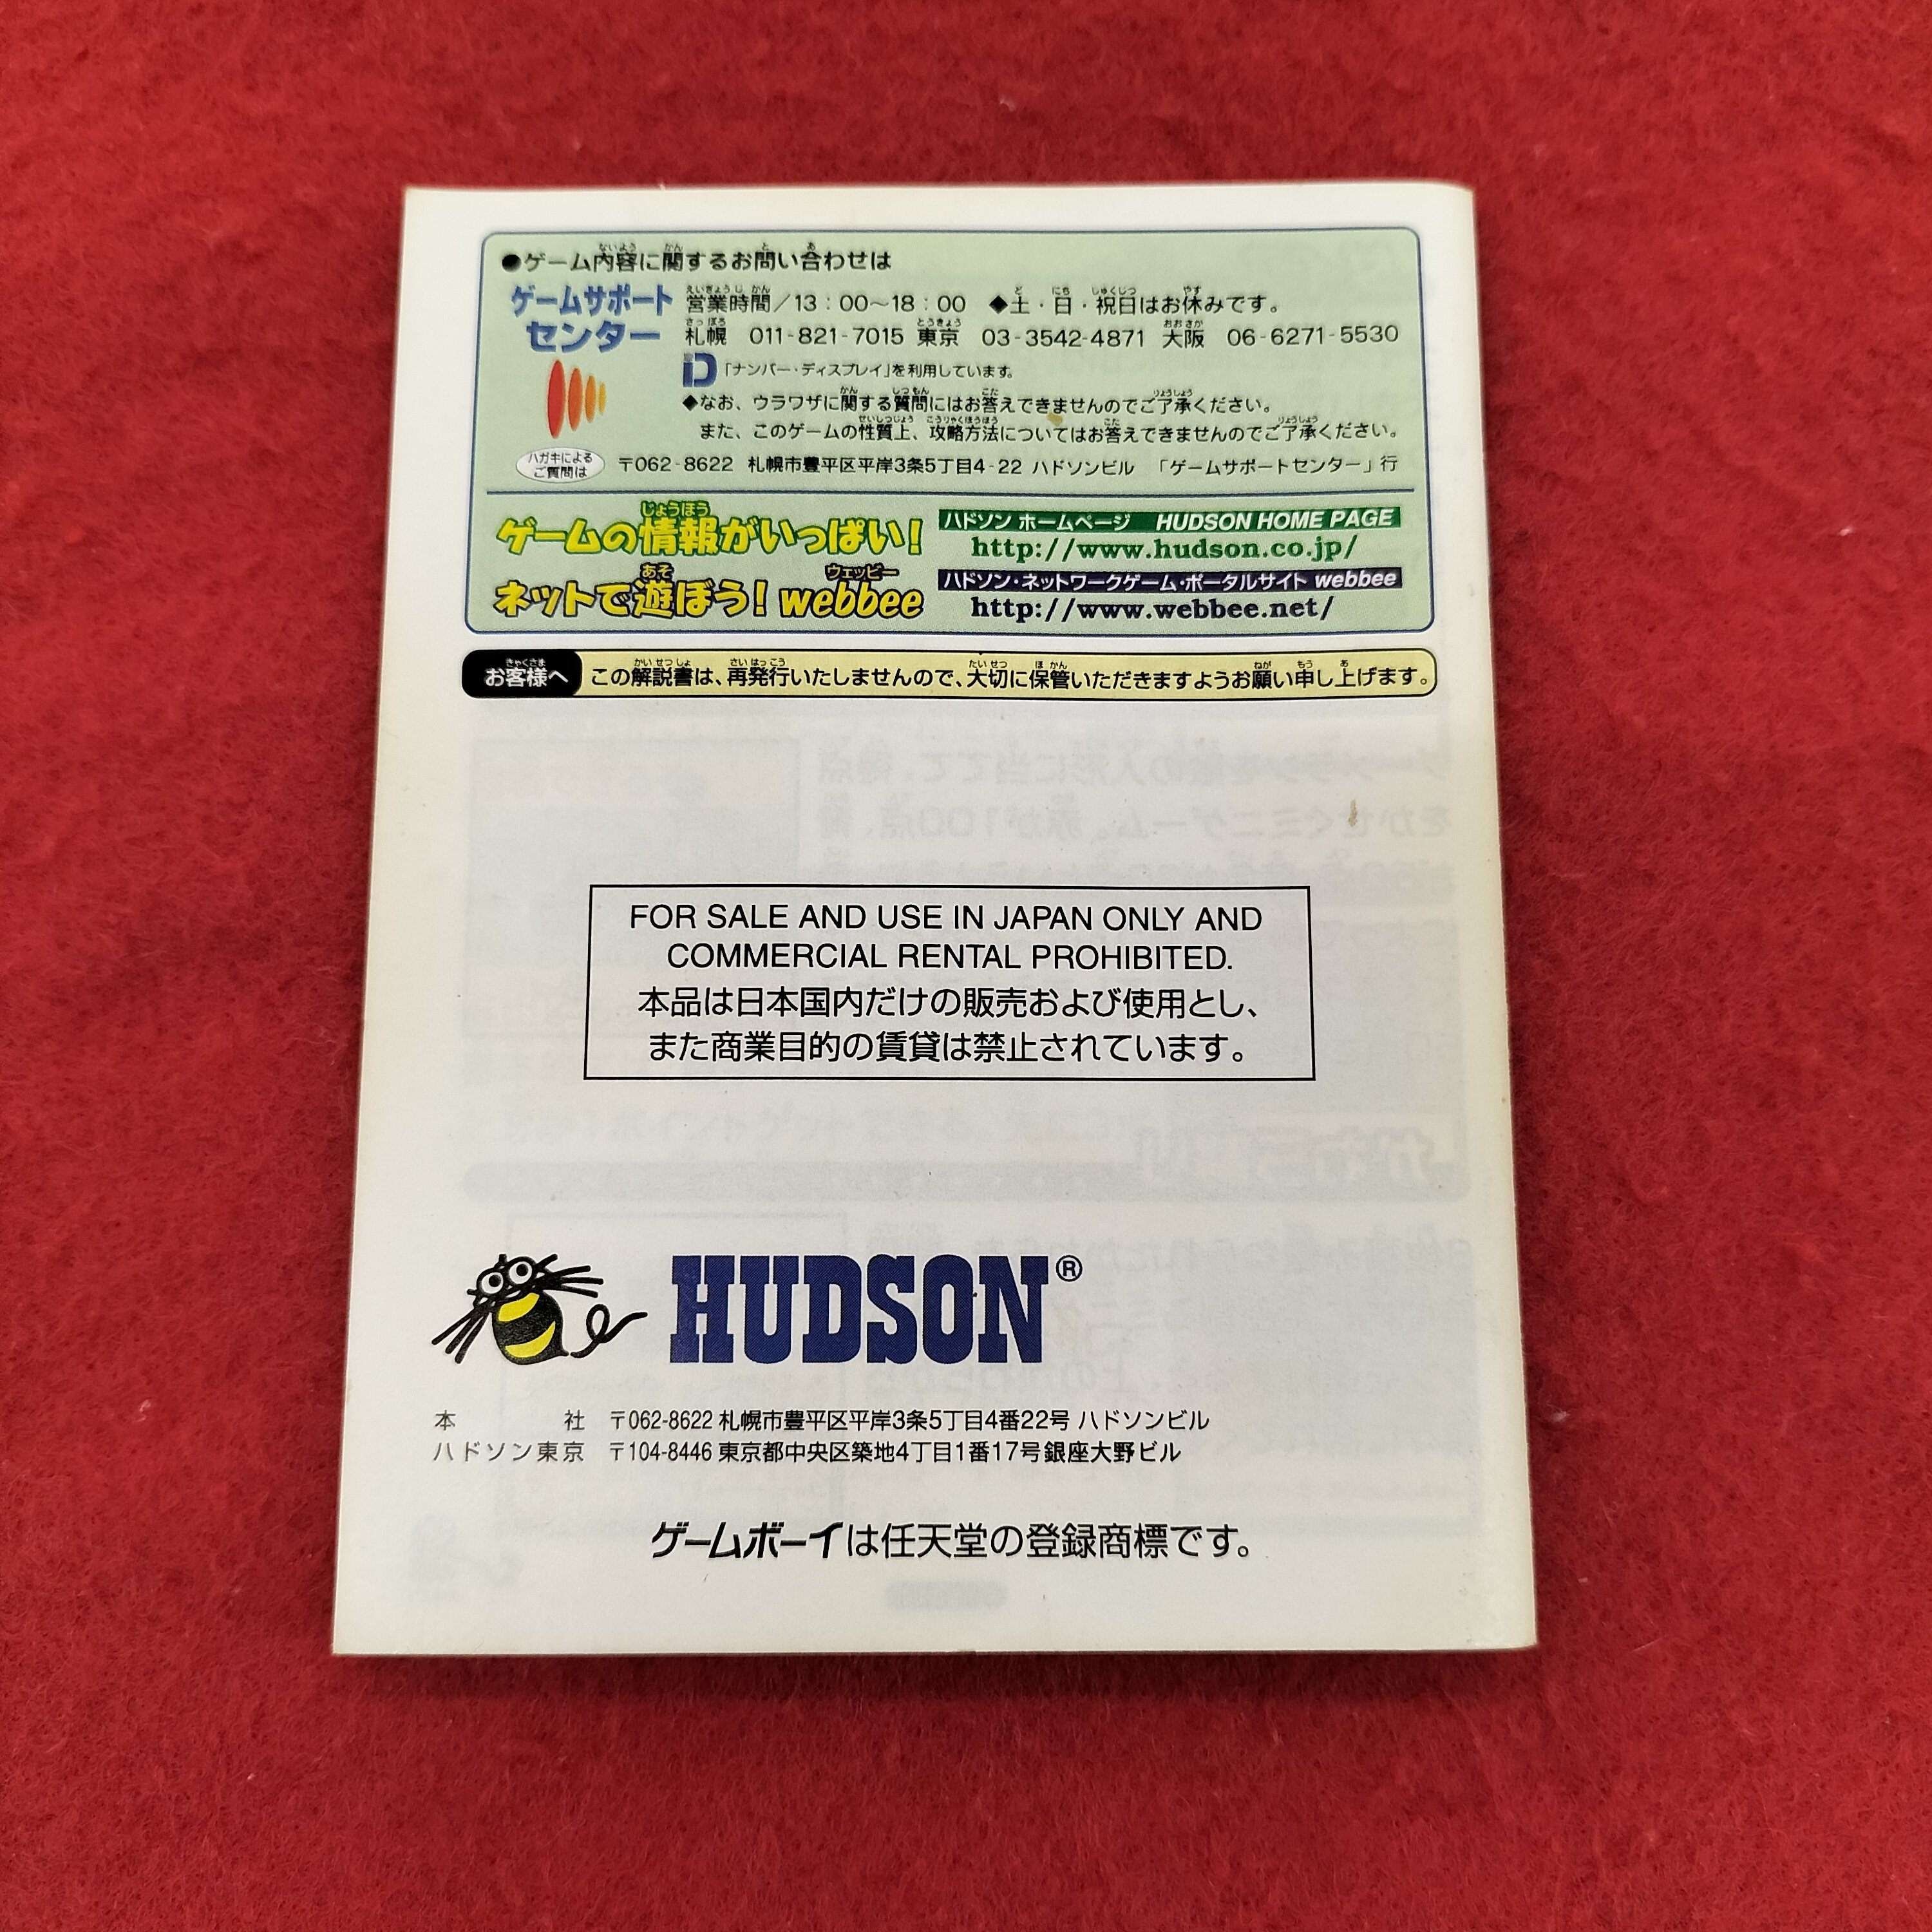 ●ゲーム内容に関するお問い合わせは
ゲームサポート
センター
営業時間／13：00～18：00 ◆土・日・祝日はお休みです。
札幌 011-821-7015 東京 03-3542-4871 大阪 06-6271-5530
「ナンバー・ディスプレイ」を利用しています。
◆なお、ウラワザに関する質問にはお答えできませんのでご了承ください。
また、このゲームの性質上、攻略方法についてはお答えできませんのでご了承ください。
ハガキによる
ご質問は
〒062-8622 札幌市豊平区平岸3条5丁目4-22 ハドソンビル 「ゲームサポートセンター」行
ゲームの情報がいっぱい！
ハドソン ホームページ HUDSON HOME PAGE
http://www.hudson.co.jp/
ネットで遊ぼう！webbee
ハドソン・ネットワークゲーム・ポータルサイト webbee
http://www.webbee.net/
お客様へ この解説書は、再発行いたしませんので、大切に保管いただきますようお願い申し上げます。
FOR SALE AND USE IN JAPAN ONLY AND
COMMERCIAL RENTAL PROHIBITED.
本品は日本国内だけの販売および使用とし、
また商業目的の賃貸は禁止されています。
HUDSON®
本社 〒062-8622 札幌市豊平区平岸3条5丁目4番22号 ハドソンビル
ハドソン東京 〒104-8446 東京都中央区築地4丁目1番17号 銀座大野ビル
ゲームボーイは任天堂の登録商標です。